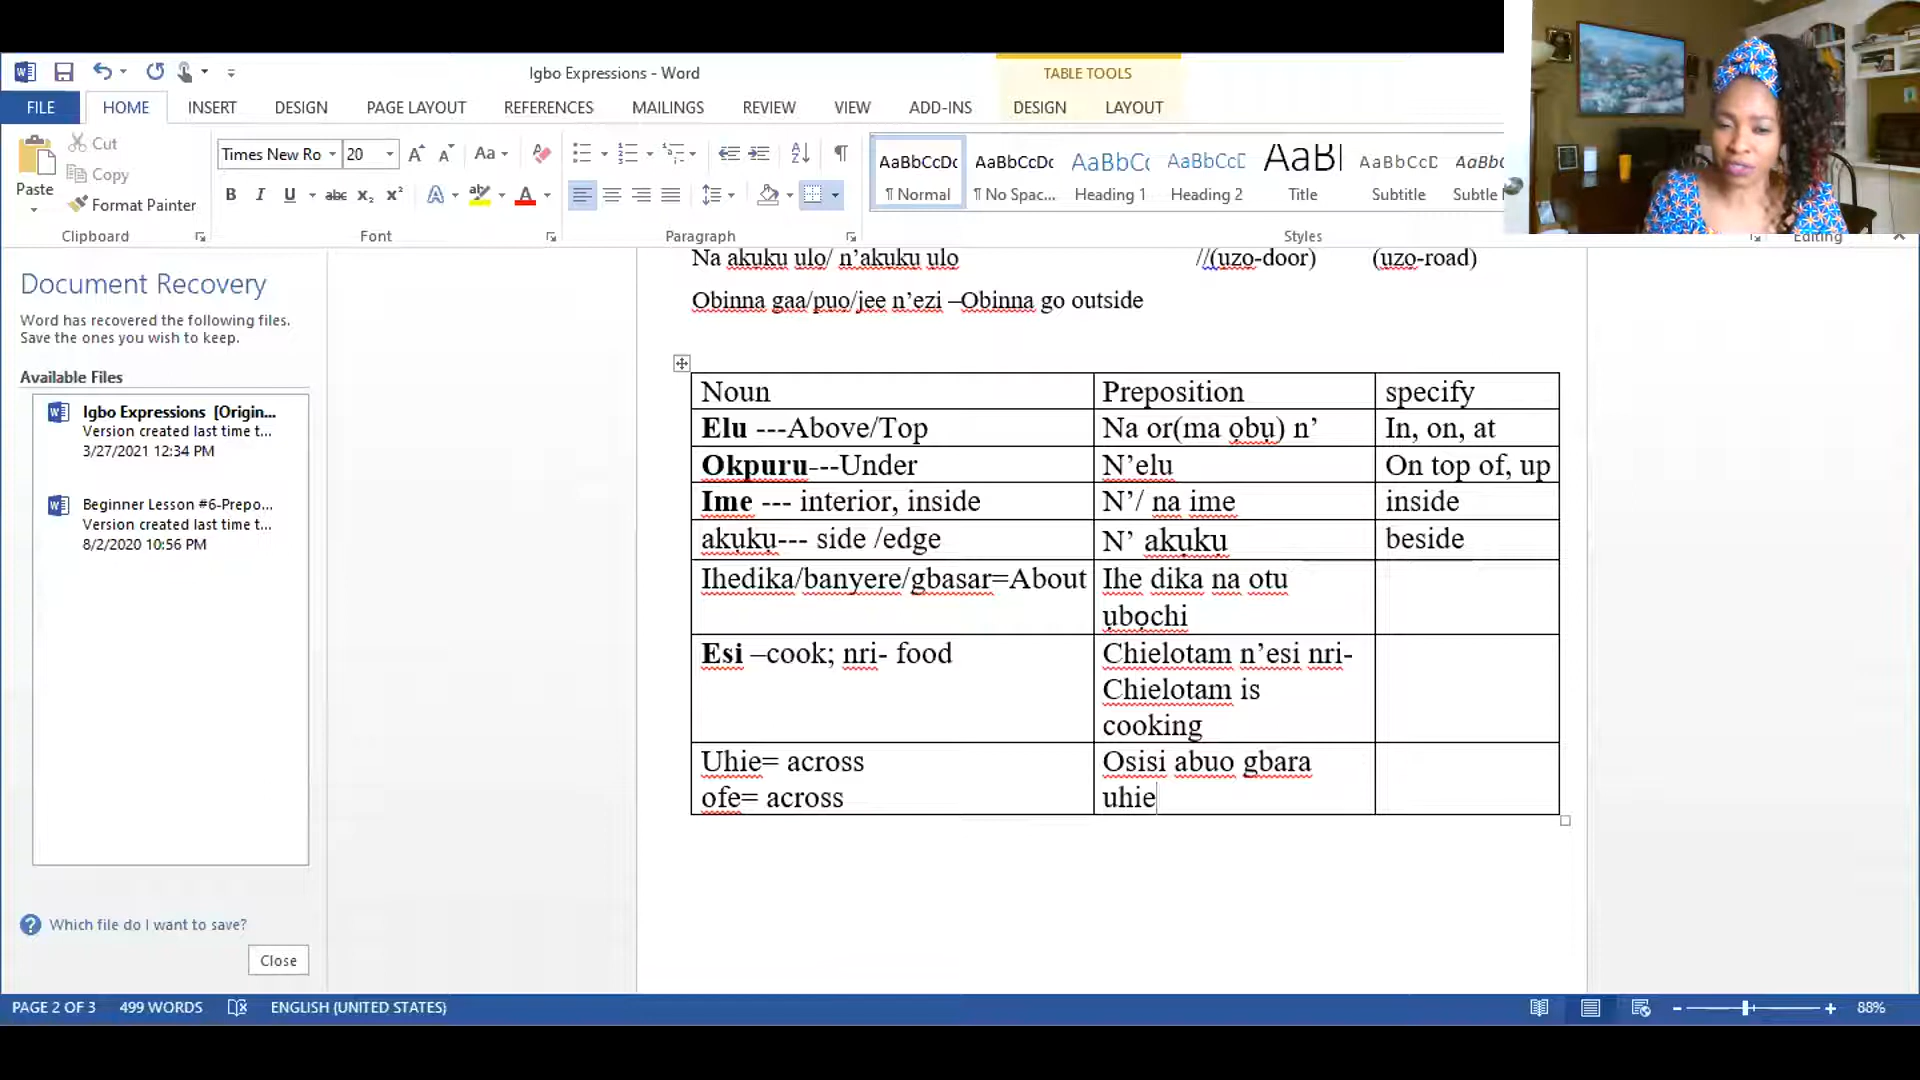 Igbo Expressions - Word
TABLE TOOLS
FILE HOME INSERT DESIGN PAGE LAYOUT REFERENCES MAILINGS REVIEW VIEW ADD-INS DESIGN LAYOUT
Paste
Cut
Copy
Format Painter
Clipboard
Times New Ro 20
Font
Paragraph
AaBbCcDc AaBbCcDc AaBbCc AaBbCcD AaB AaBbCcD AaBbC
¶ Normal ¶ No Spac... Heading 1 Heading 2 Title Subtitle Subtle
Styles
Editing
Document Recovery
Word has recovered the following files.
Save the ones you wish to keep.
Available Files
Igbo Expressions [Origin...
Version created last time t...
3/27/2021 12:34 PM
Beginner Lesson #6-Prepo...
Version created last time t...
8/2/2020 10:56 PM
Which file do I want to save?
Close
Na akuku ulo/ n’akuku ulo //(uzo-door) (uzo-road)
Obinna gaa/puo/jee n’ezi –Obinna go outside
Noun Preposition specify
Elu ---Above/Top Na or(ma ọbụ) n’ In, on, at
Okpuru---Under N’elu On top of, up
Ime --- interior, inside N’/ na ime inside
akụkụ--- side /edge N’ akụkụ beside
Ihedika/banyere/gbasar=About Ihe dika na otu
ụbọchi
Esi –cook; nri- food Chielotam n’esi nri-
Chielotam is
cooking
Uhie= across Osisi abuo gbara
ofe= across uhie
PAGE 2 OF 3 499 WORDS ENGLISH (UNITED STATES) 88%